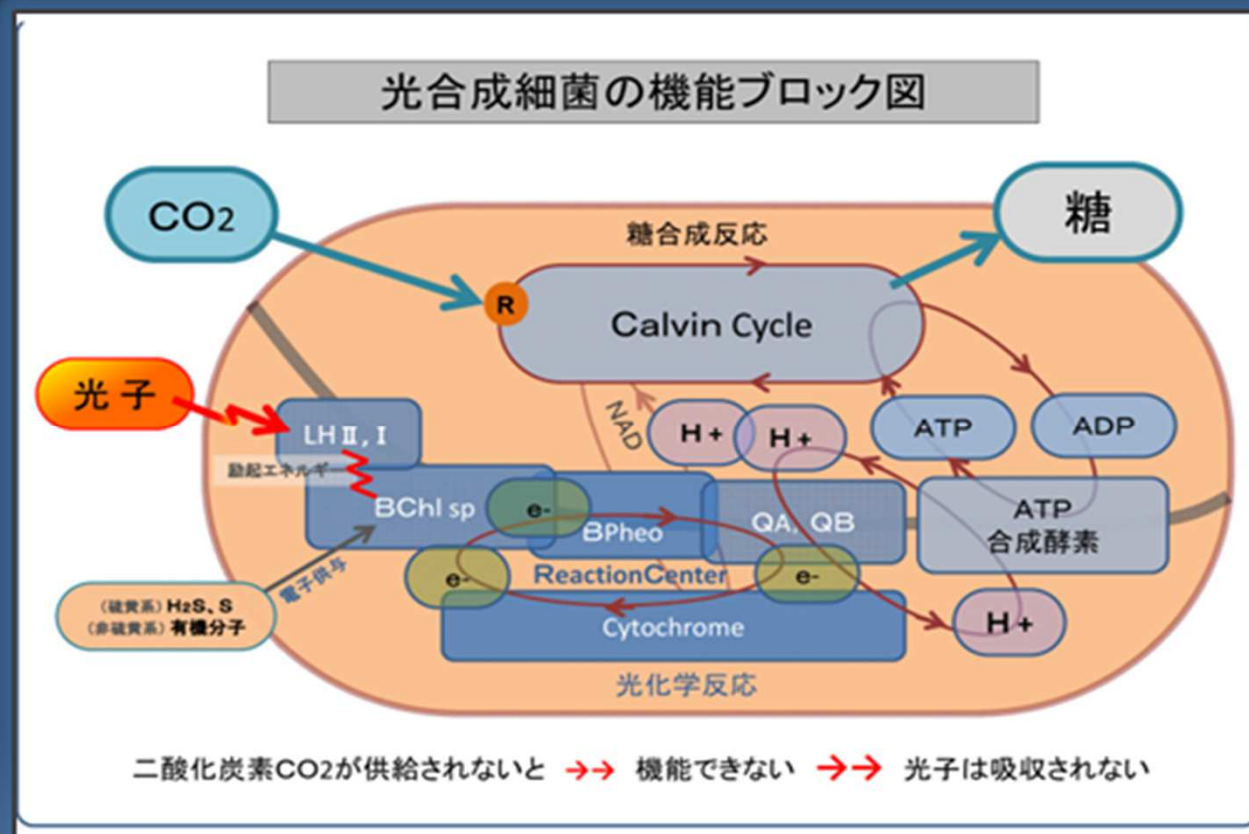 光合成細菌の機能ブロック図
CO2
糖
糖合成反応
R
Calvin Cycle
光子
LHⅡ, I
励起エネルギ
NAD
H+
H+
ATP
ADP
BChl sp
e-
BPheo
QA, QB
ATP
合成酵素
e-
ReactionCenter
e-
電子供与
(硫黄系) H2S、S
(非硫黄系) 有機分子
Cytochrome
H+
光化学反応
二酸化炭素CO2が供給されないと →→ 機能できない →→ 光子は吸収されない